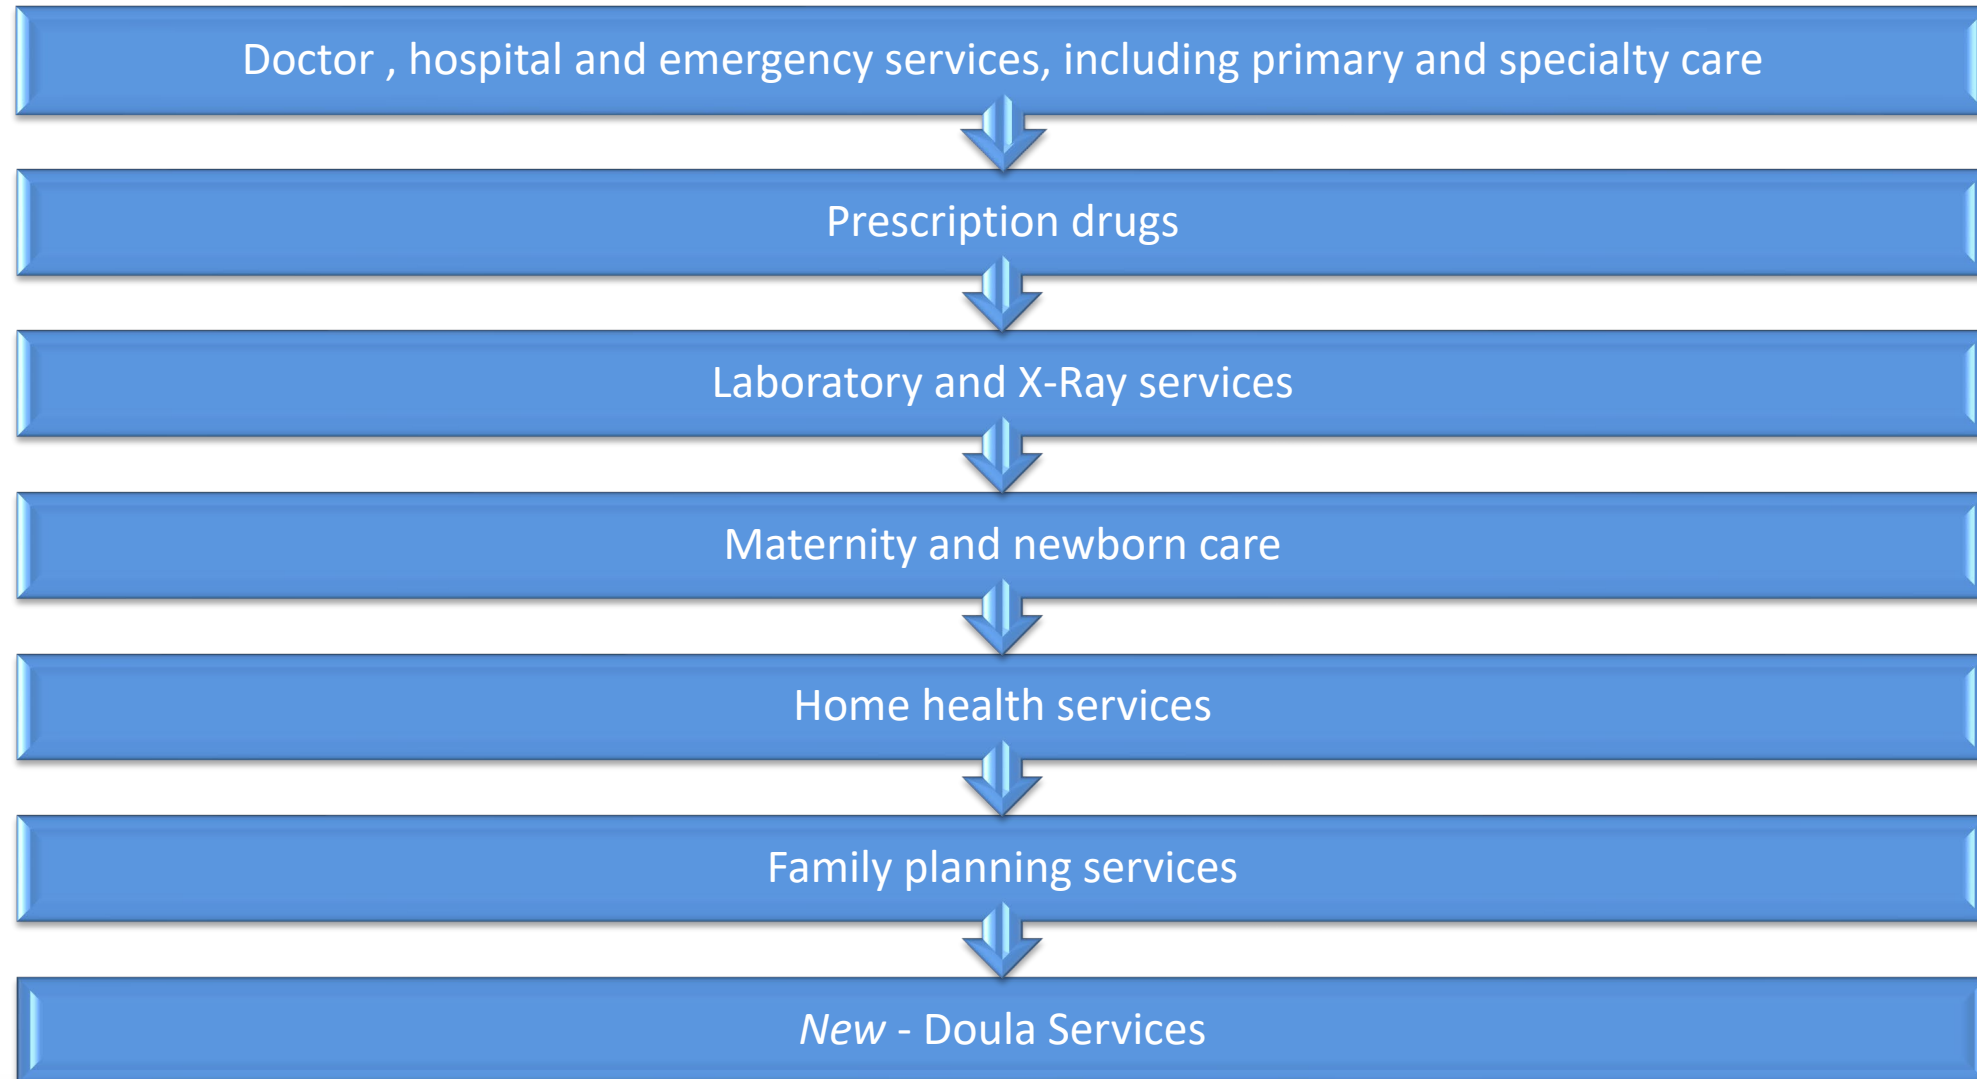 Doctor , hospital and emergency services, including primary and specialty care
Prescription drugs
Laboratory and X-Ray services
Maternity and newborn care
Home health services
Family planning services
New - Doula Services